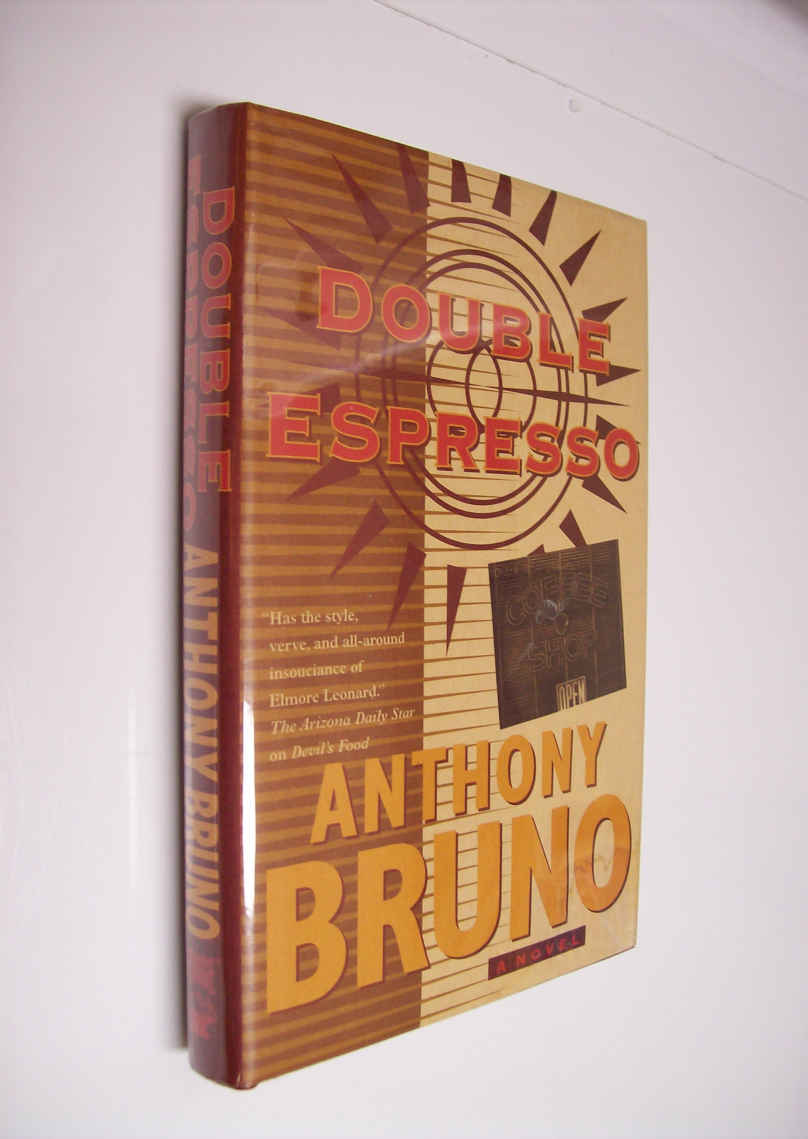 DOUBLE
ESPRESSO
ANTHONY BRUNO
DOUBLE
ESPRESSO
COFFEE
SHOP
OPEN
"Has the style,
verve, and all-around
insouciance of
Elmore Leonard."
The Arizona Daily Star
on Devil's Food
ANTHONY
BRUNO
A NOVEL